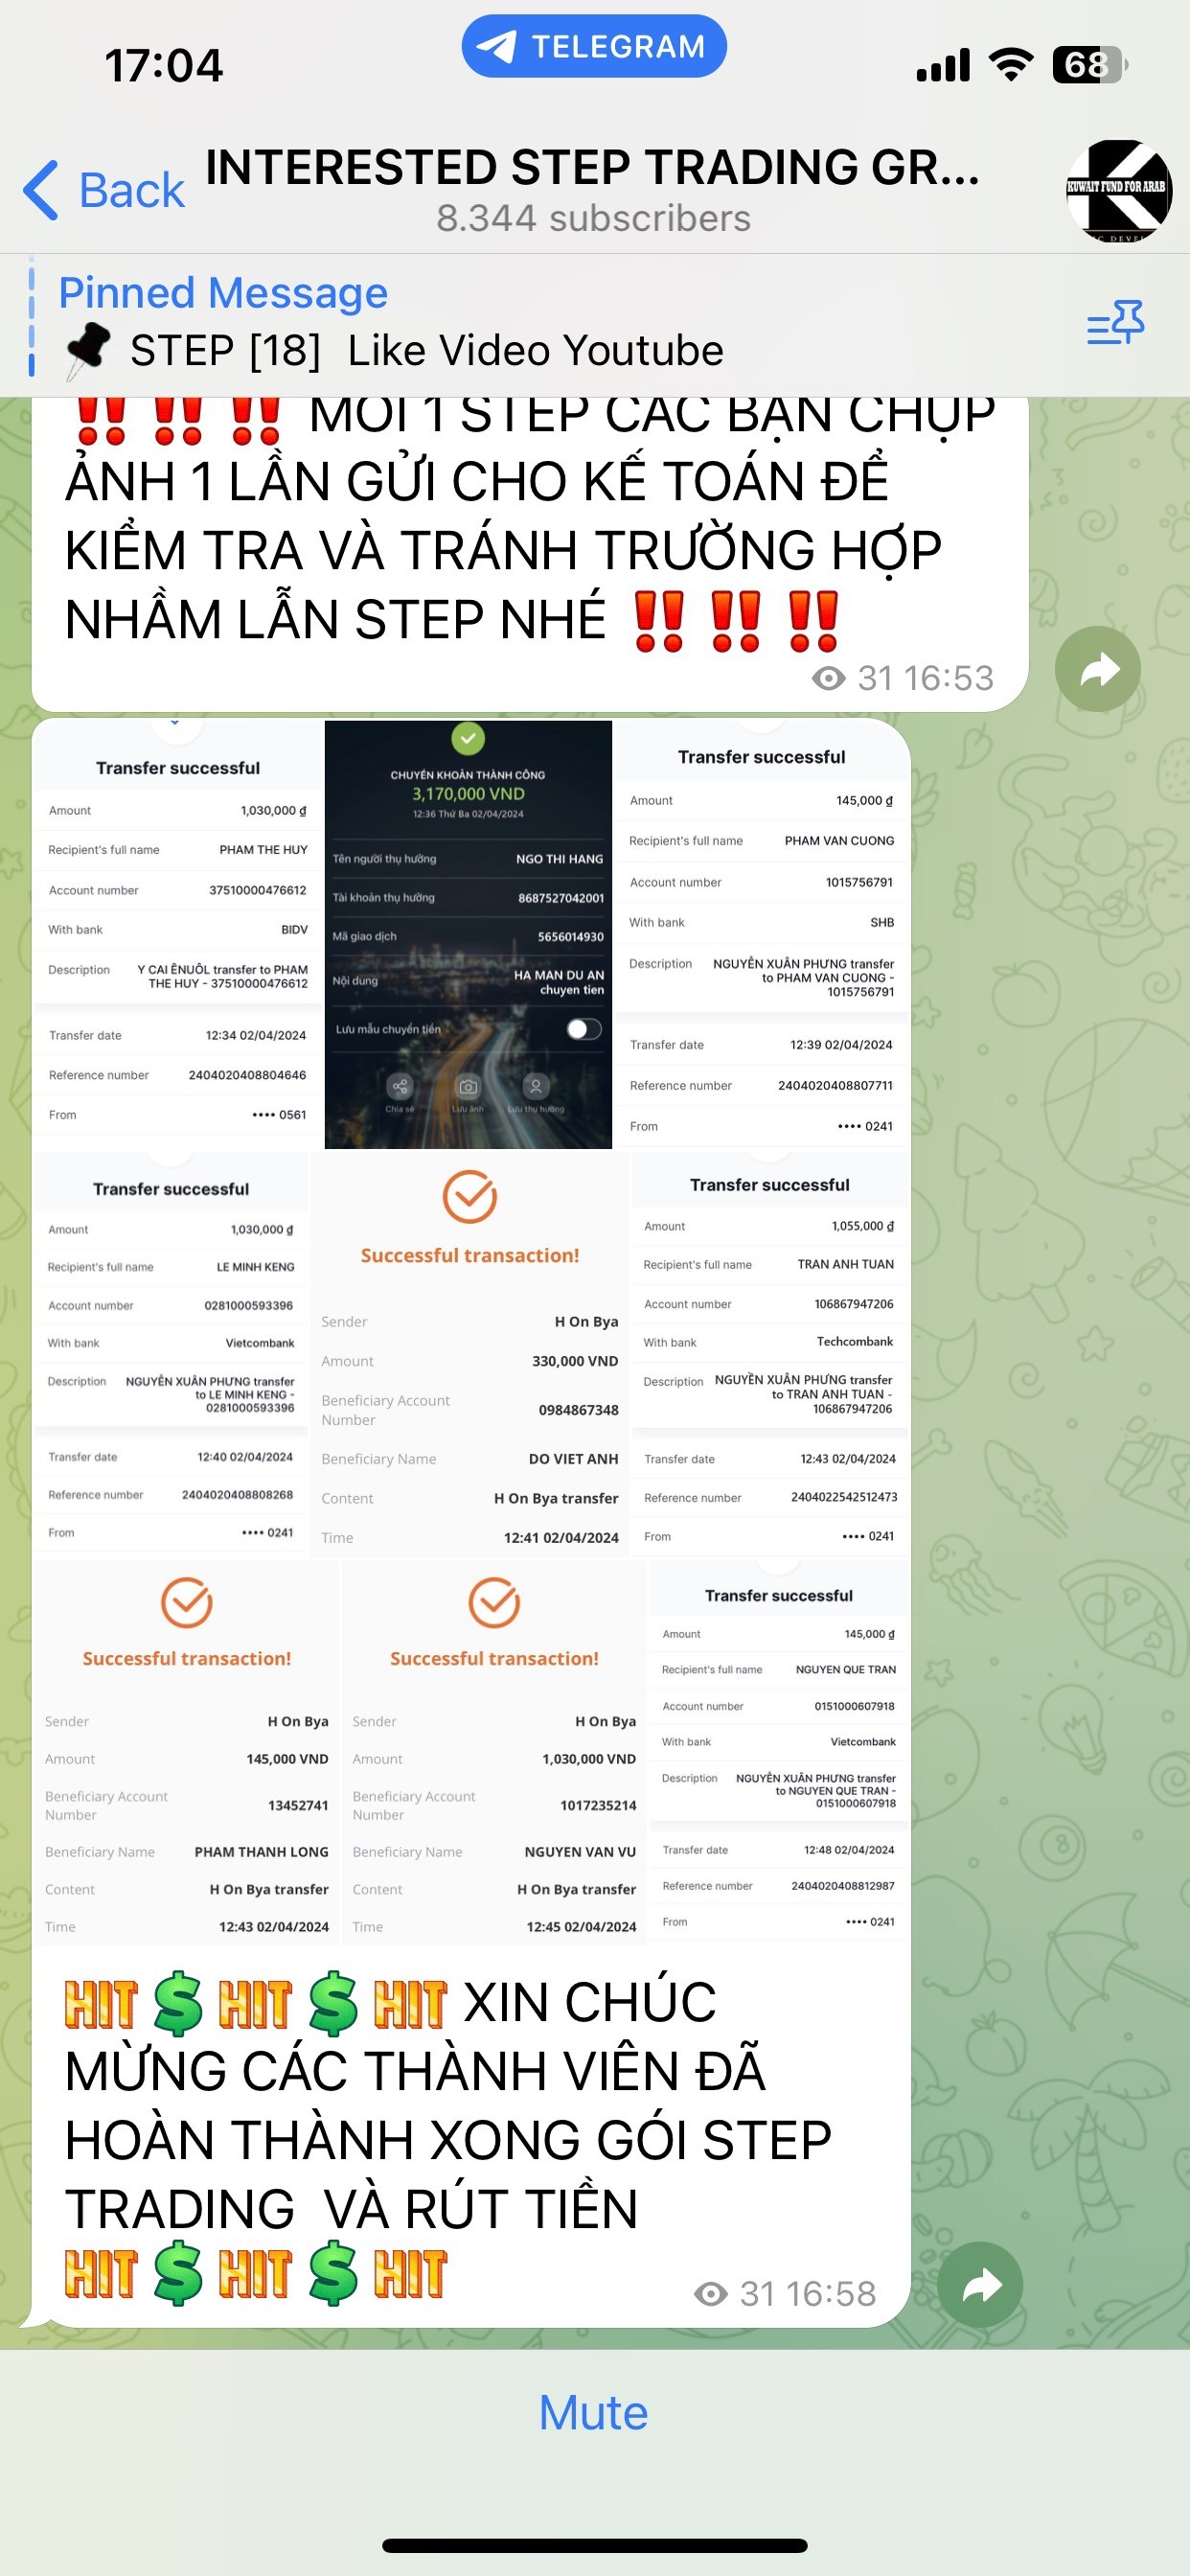 17:04
TELEGRAM
68
Back
INTERESTED STEP TRADING GR...
8.344 subscribers
KUWAIT FUND FOR ARAB
Pinned Message
STEP [18] Like Video Youtube
‼️ ‼️ ‼️ MỖI 1 STEP CÁC BẠN CHỤP
ẢNH 1 LẦN GỬI CHO KẾ TOÁN ĐỂ
KIỂM TRA VÀ TRÁNH TRƯỜNG HỢP
NHẦM LẪN STEP NHÉ ‼️ ‼️ ‼️
31 16:53
Transfer successful
Amount 1,030,000 ₫
Recipient's full name PHAM THE HUY
Account number 37510000476612
With bank BIDV
Description Y CAI ÊNUÔL transfer to PHAM
THE HUY - 37510000476612
Transfer date 12:34 02/04/2024
Reference number 2404020408804646
From •••• 0561
CHUYỂN KHOẢN THÀNH CÔNG
3,170,000 VND
12:36 Thứ Ba 02/04/2024
Tên người thụ hưởng NGO THI HANG
Tài khoản thụ hưởng 8687527042001
Mã giao dịch 5656014930
Nội dung HA MAN DU AN
chuyen tien
Lưu mẫu chuyển tiền
Chia sẻ Lưu ảnh Lưu thụ hưởng
Transfer successful
Amount 145,000 ₫
Recipient's full name PHAM VAN CUONG
Account number 1015756791
With bank SHB
Description NGUYỄN XUÂN PHƯNG transfer
to PHAM VAN CUONG -
1015756791
Transfer date 12:39 02/04/2024
Reference number 2404020408807711
From •••• 0241
Transfer successful
Amount 1,030,000 ₫
Recipient's full name LE MINH KENG
Account number 0281000593396
With bank Vietcombank
Description NGUYỄN XUÂN PHƯNG transfer
to LE MINH KENG -
0281000593396
Transfer date 12:40 02/04/2024
Reference number 2404020408808268
From •••• 0241
Successful transaction!
Sender H On Bya
Amount 330,000 VND
Beneficiary Account
Number 0984867348
Beneficiary Name DO VIET ANH
Content H On Bya transfer
Time 12:41 02/04/2024
Transfer successful
Amount 1,055,000 ₫
Recipient's full name TRAN ANH TUAN
Account number 106867947206
With bank Techcombank
Description NGUYỄN XUÂN PHƯNG transfer
to TRAN ANH TUAN -
106867947206
Transfer date 12:43 02/04/2024
Reference number 2404022542512473
From •••• 0241
Successful transaction!
Sender H On Bya
Amount 145,000 VND
Beneficiary Account
Number 13452741
Beneficiary Name PHAM THANH LONG
Content H On Bya transfer
Time 12:43 02/04/2024
Successful transaction!
Sender H On Bya
Amount 1,030,000 VND
Beneficiary Account
Number 1017235214
Beneficiary Name NGUYEN VAN VU
Content H On Bya transfer
Time 12:45 02/04/2024
Transfer successful
Amount 145,000 ₫
Recipient's full name NGUYEN QUE TRAN
Account number 0151000607918
With bank Vietcombank
Description NGUYỄN XUÂN PHƯNG transfer
to NGUYEN QUE TRAN -
0151000607918
Transfer date 12:48 02/04/2024
Reference number 2404020408812987
From •••• 0241
HIT $ HIT $ HIT XIN CHÚC
MỪNG CÁC THÀNH VIÊN ĐÃ
HOÀN THÀNH XONG GÓI STEP
TRADING VÀ RÚT TIỀN
HIT $ HIT $ HIT
31 16:58
Mute